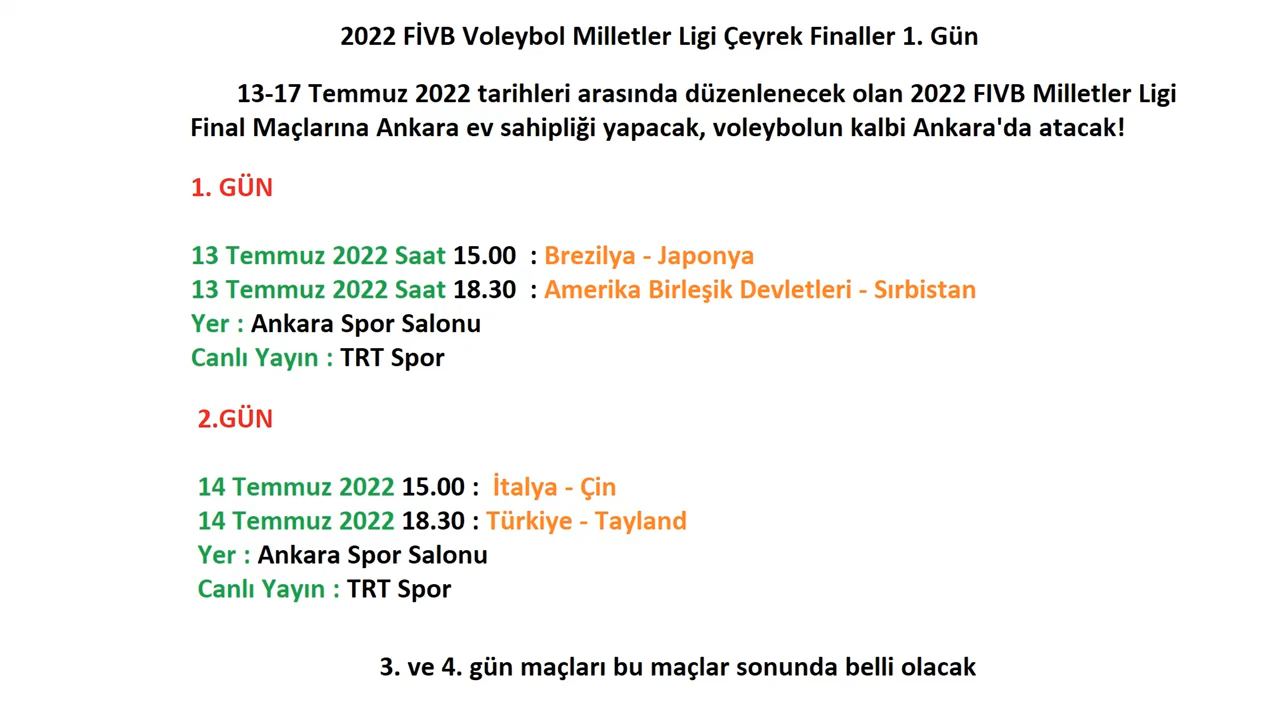 2022 FİVB Voleybol Milletler Ligi Çeyrek Finaller 1. Gün
13-17 Temmuz 2022 tarihleri arasında düzenlenecek olan 2022 FIVB Milletler Ligi
Final Maçlarına Ankara ev sahipliği yapacak, voleybolun kalbi Ankara'da atacak!
1. GÜN
13 Temmuz 2022 Saat 15.00 : Brezilya - Japonya
13 Temmuz 2022 Saat 18.30 : Amerika Birleşik Devletleri - Sırbistan
Yer : Ankara Spor Salonu
Canlı Yayın : TRT Spor
2.GÜN
14 Temmuz 2022 15.00 : İtalya - Çin
14 Temmuz 2022 18.30 : Türkiye - Tayland
Yer : Ankara Spor Salonu
Canlı Yayın : TRT Spor
3. ve 4. gün maçları bu maçlar sonunda belli olacak